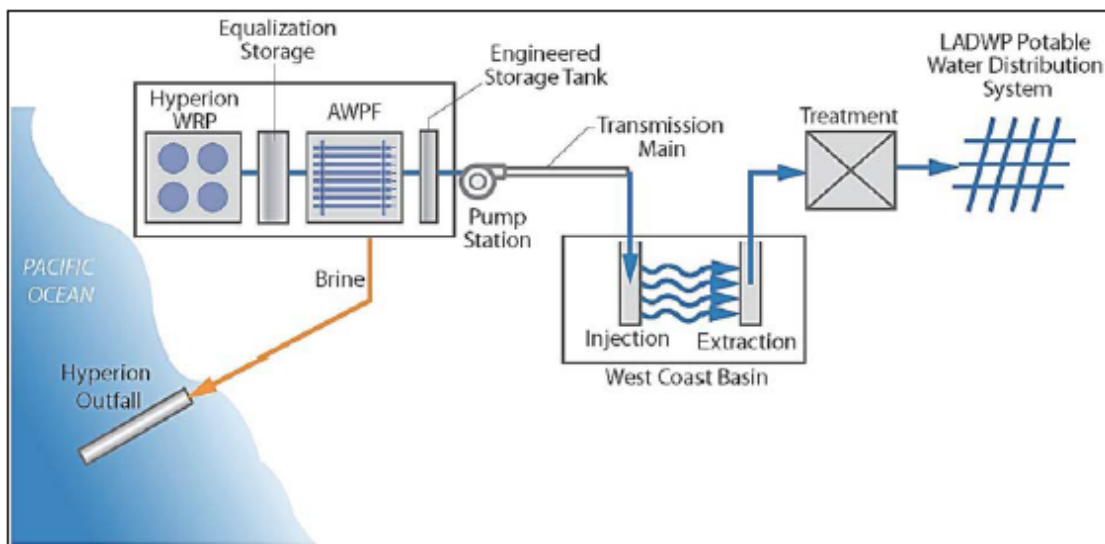 Equalization
Storage
Engineered
Storage Tank
LADWP Potable
Water Distribution
System
Hyperion
WRP
AWPF
Treatment
Transmission
Main
Pump
Station
PACIFIC
OCEAN
Brine
Injection
Extraction
West Coast Basin
Hyperion
Outfall